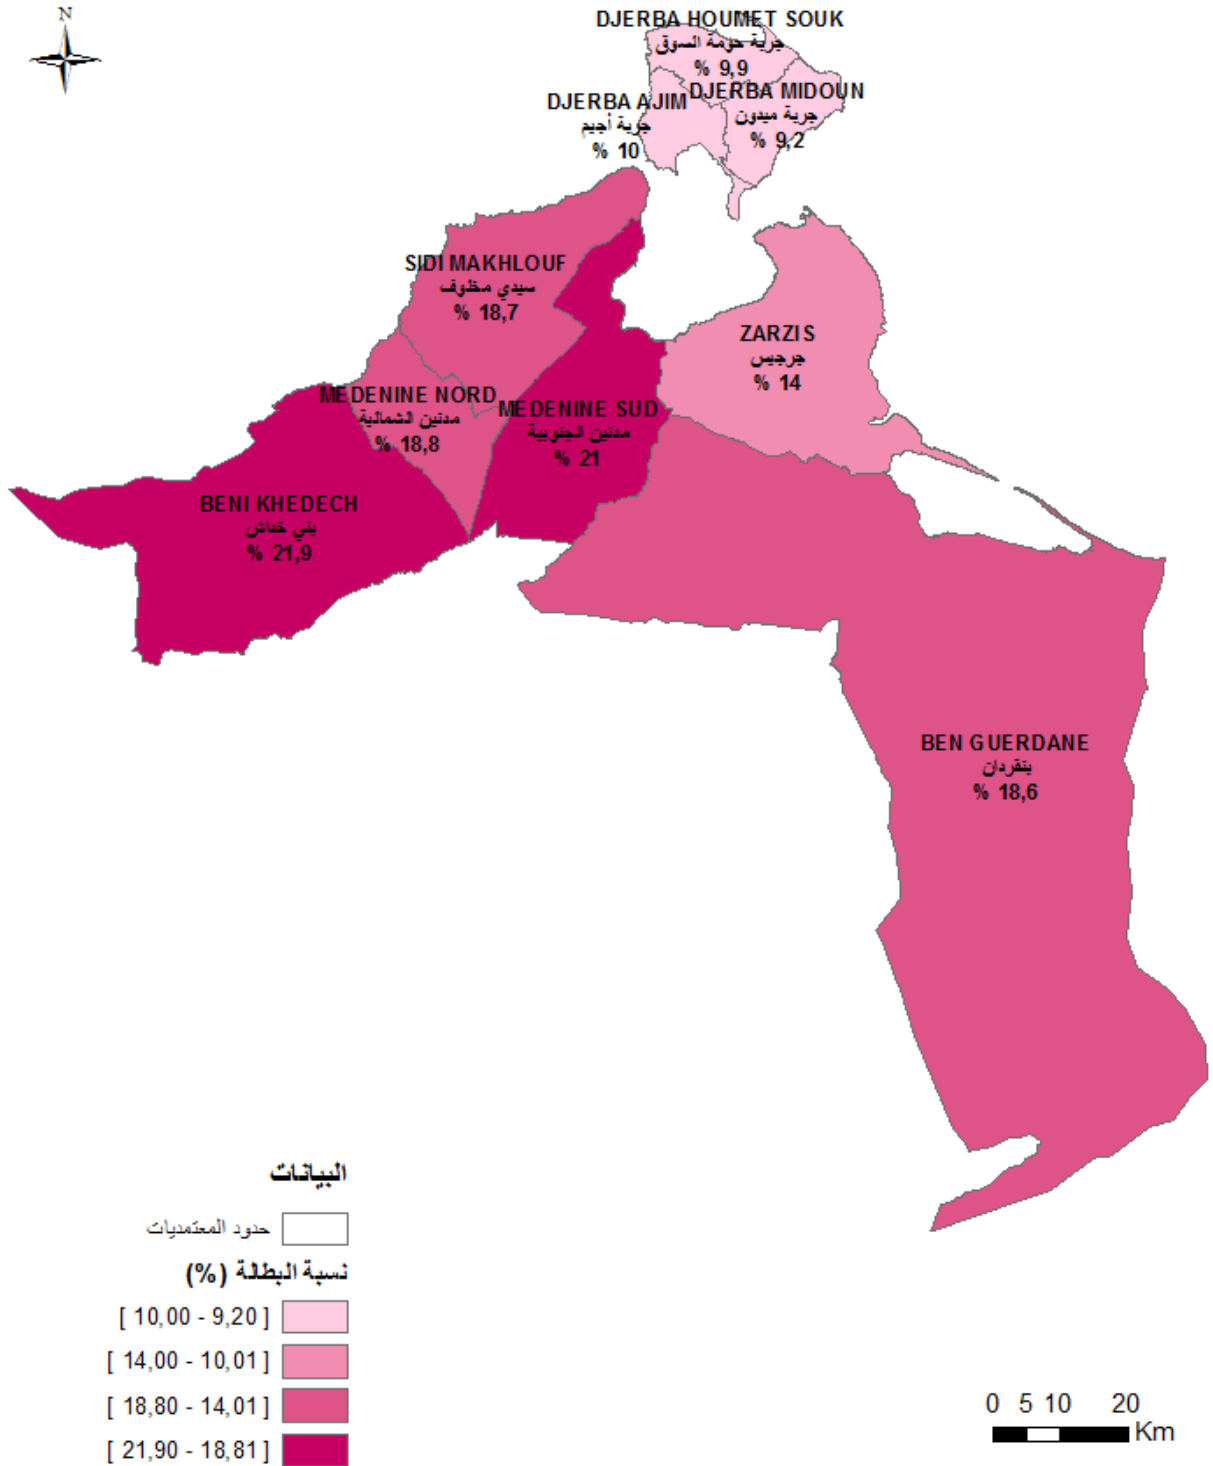 N
DJERBA HOUMET SOUK
جربة حومة السوق
% 9,9
DJERBA MIDOUN
جربة ميدون
% 9,2
DJERBA AJIM
جربة أجيم
% 10
SIDI MAKHLOUF
سيدي مخلوف
% 18,7
ZARZIS
جرجيس
% 14
MEDENINE NORD
مدنين الشمالية
% 18,8
MEDENINE SUD
مدنين الجنوبية
% 21
BENI KHEDECH
بني خداش
% 21,9
BEN GUERDANE
بنقردان
% 18,6
البيانات
حدود المعتمديات
نسبة البطالة (%)
[ 10,00 - 9,20 ]
[ 14,00 - 10,01 ]
[ 18,80 - 14,01 ]
[ 21,90 - 18,81 ]
0 5 10 20
Km